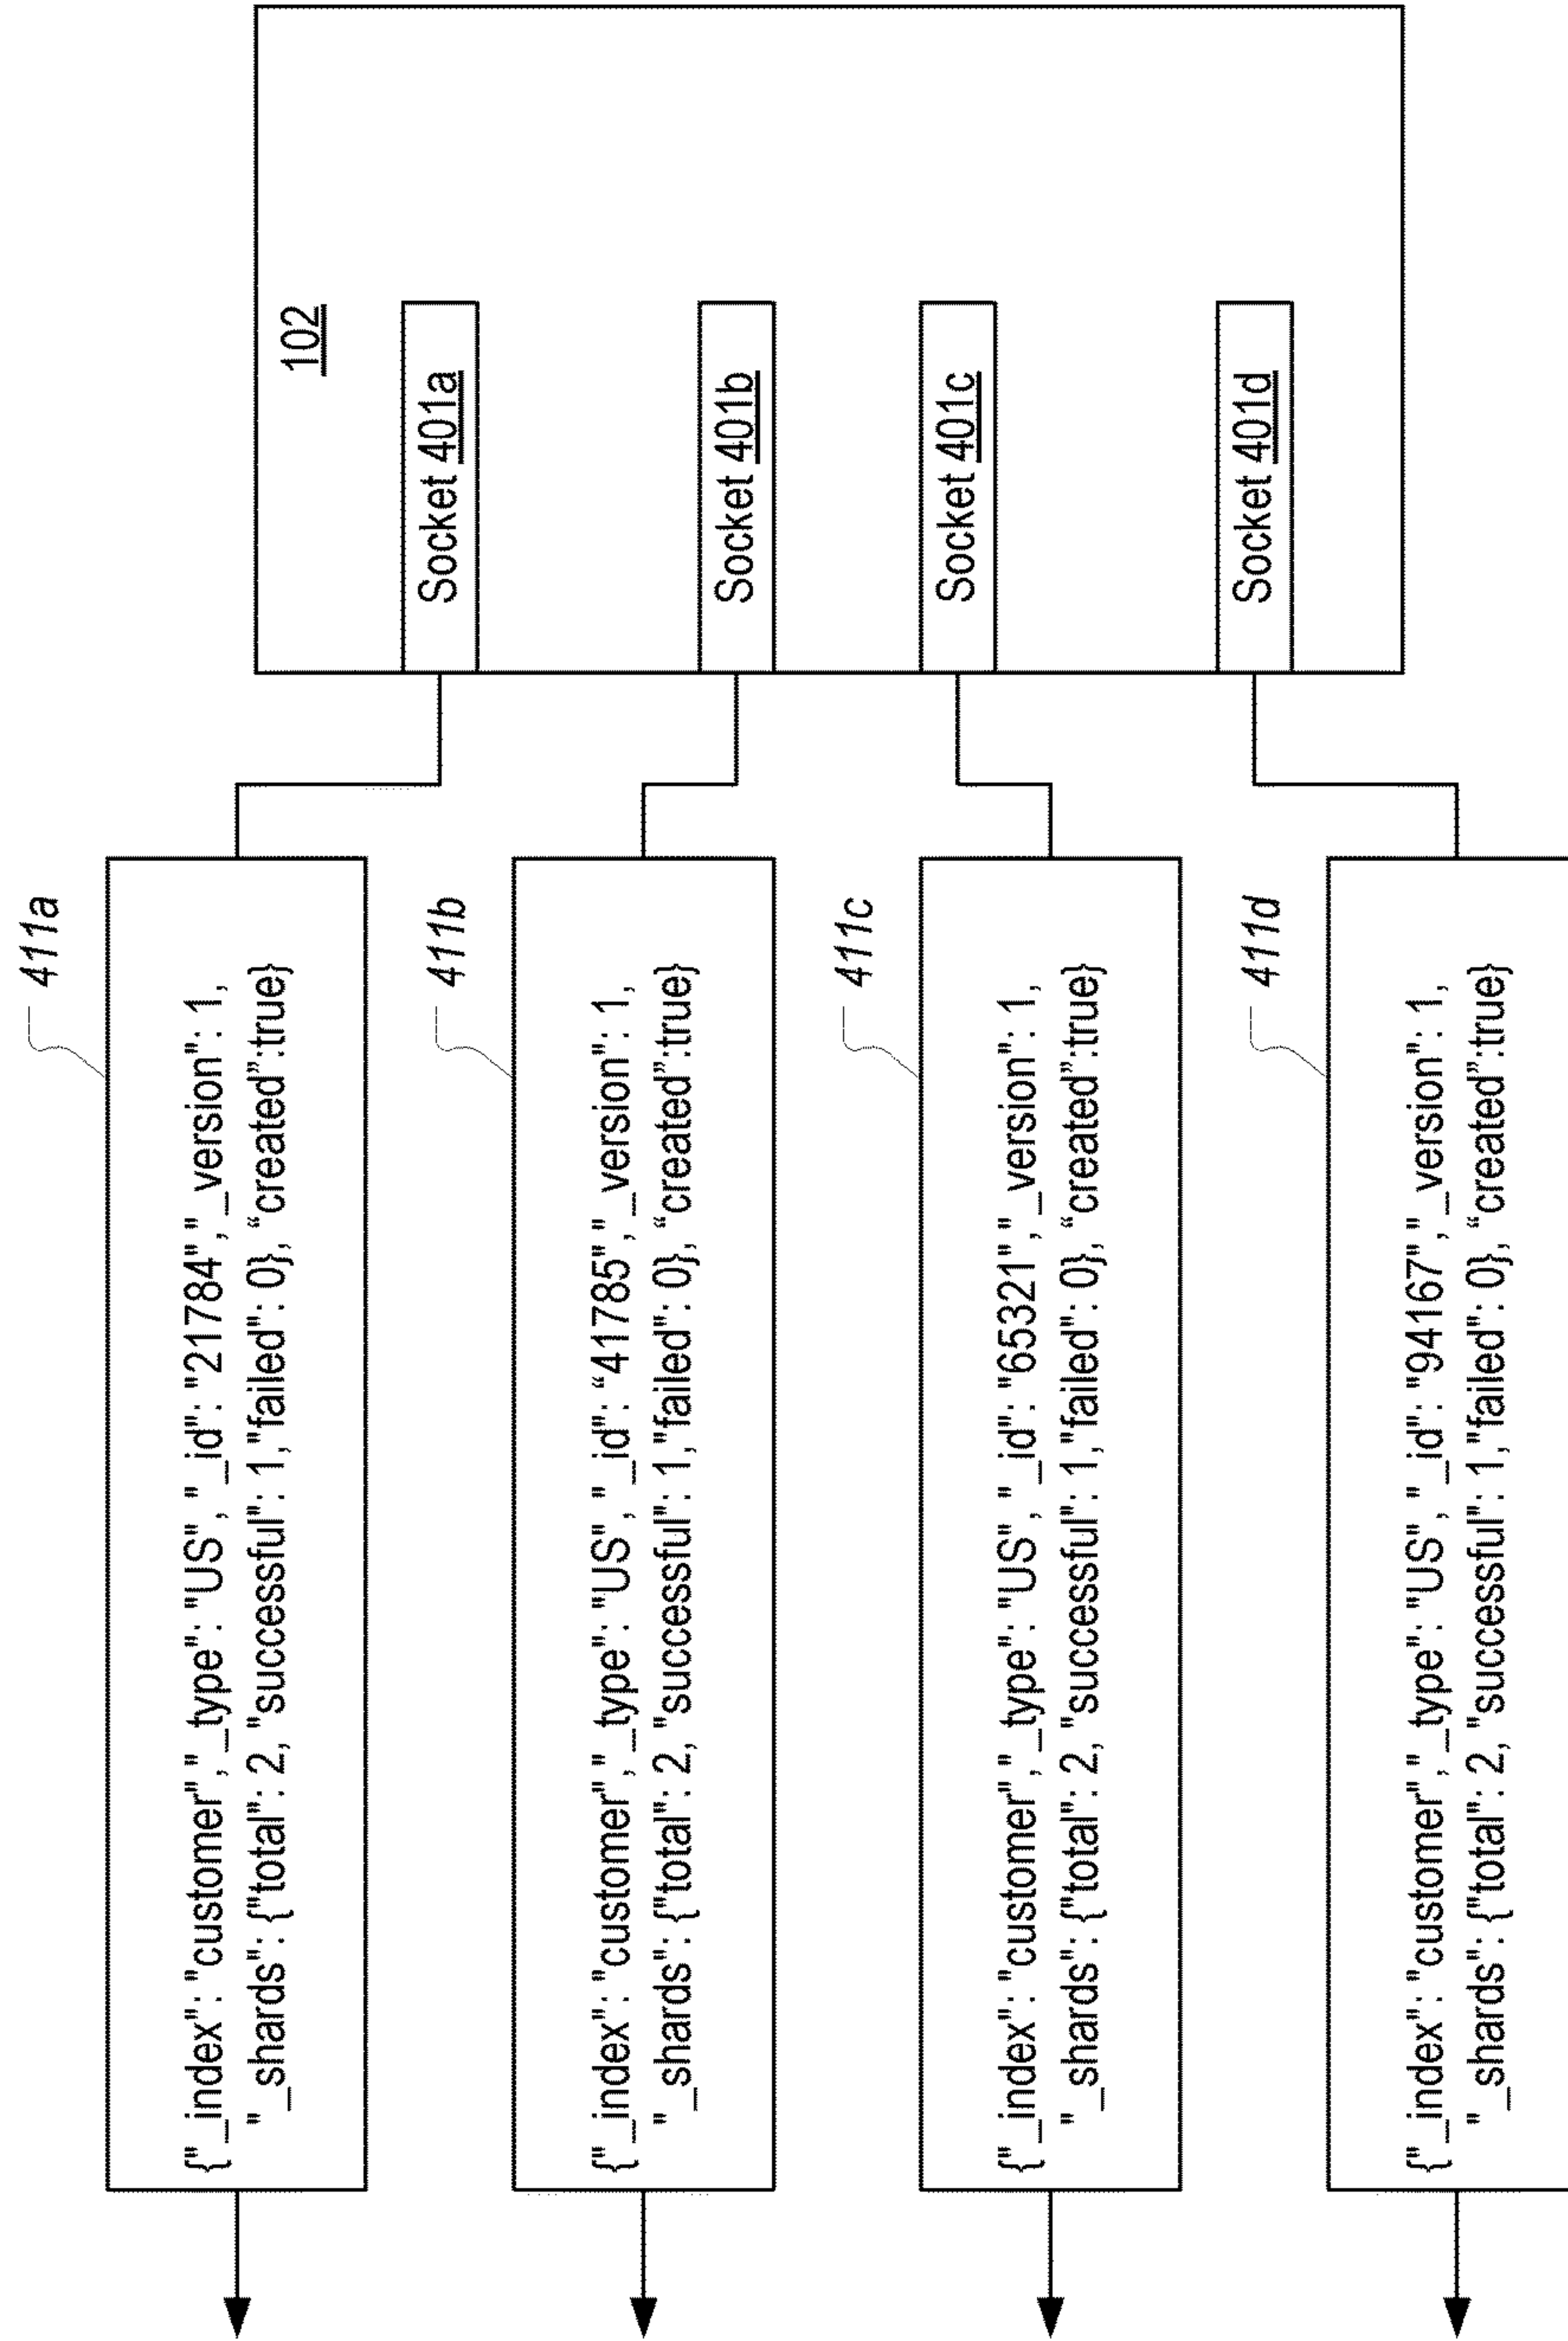 411a
{"_index": "customer","_type": "US", "_id": "21784","_version": 1,
"_shards": {"total": 2, "successful": 1,"failed": 0}, “created”:true}
102
Socket 401a
411b
{"_index": "customer","_type": "US", "_id": “41785","_version": 1,
"_shards": {"total": 2, "successful": 1,"failed": 0}, “created”:true}
Socket 401b
411c
{"_index": "customer","_type": "US", "_id": "65321","_version": 1,
"_shards": {"total": 2, "successful": 1,"failed": 0}, “created”:true}
Socket 401c
411d
{"_index": "customer","_type": "US", "_id": "94167","_version": 1,
"_shards": {"total": 2, "successful": 1,"failed": 0}, “created”:true}
Socket 401d